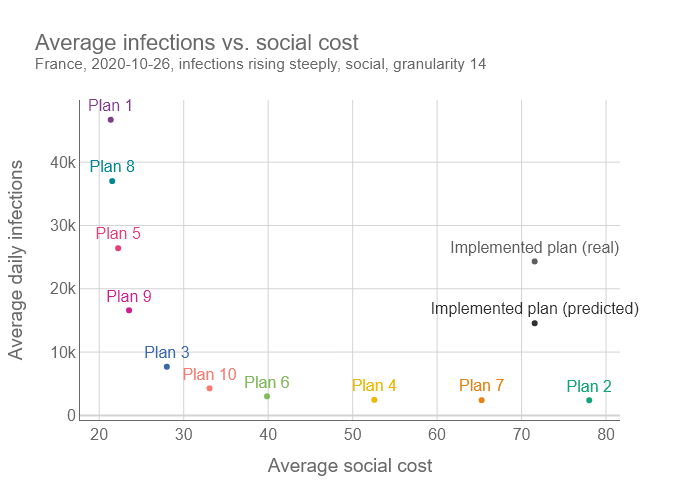 Average infections vs. social cost
France, 2020-10-26, infections rising steeply, social, granularity 14
Plan 1
Plan 8
40k
Plan 5
30k
Implemented plan (real)
Plan 9
20k
Implemented plan (predicted)
Plan 3
10k
Plan 10
Plan 6
Plan 4
Plan 7
Plan 2
0
20
30
40
50
60
70
80
Average social cost
Average daily infections